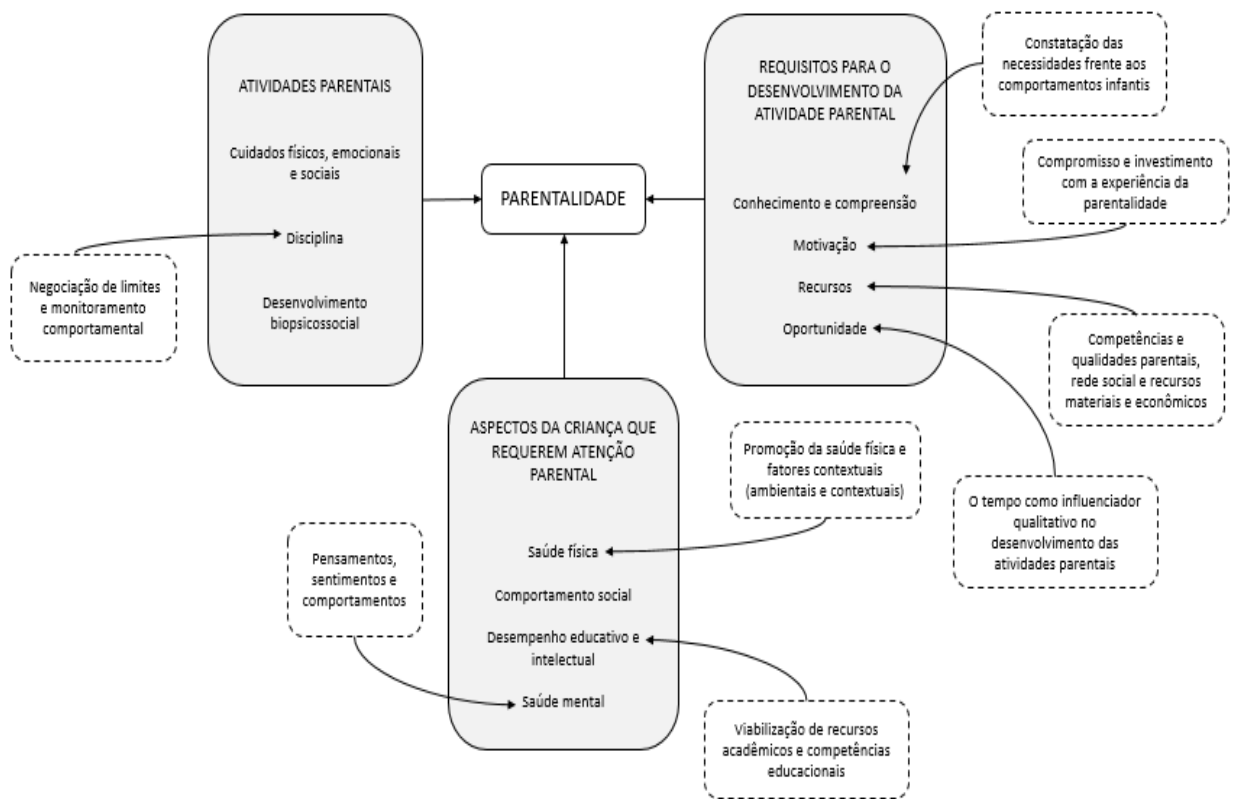 ATIVIDADES PARENTAIS
Cuidados físicos, emocionais
e sociais
Disciplina
Desenvolvimento
biopsicossocial
Negociação de limites
e monitoramento
comportamental
PARENTALIDADE
REQUISITOS PARA O
DESENVOLVIMENTO DA
ATIVIDADE PARENTAL
Conhecimento e compreensão
Motivação
Recursos
Oportunidade
Constatação das
necessidades frente aos
comportamentos infantis
Compromisso e investimento
com a experiência da
parentalidade
Competências e
qualidades parentais,
rede social e recursos
materiais e econômicos
O tempo como influenciador
qualitativo no
desenvolvimento das
atividades parentais
ASPECTOS DA CRIANÇA QUE
REQUEREM ATENÇÃO
PARENTAL
Saúde física
Comportamento social
Desempenho educativo e
intelectual
Saúde mental
Promoção da saúde física e
fatores contextuais
(ambientais e contextuais)
Pensamentos,
sentimentos e
comportamentos
Viabilização de recursos
acadêmicos e competências
educacionais